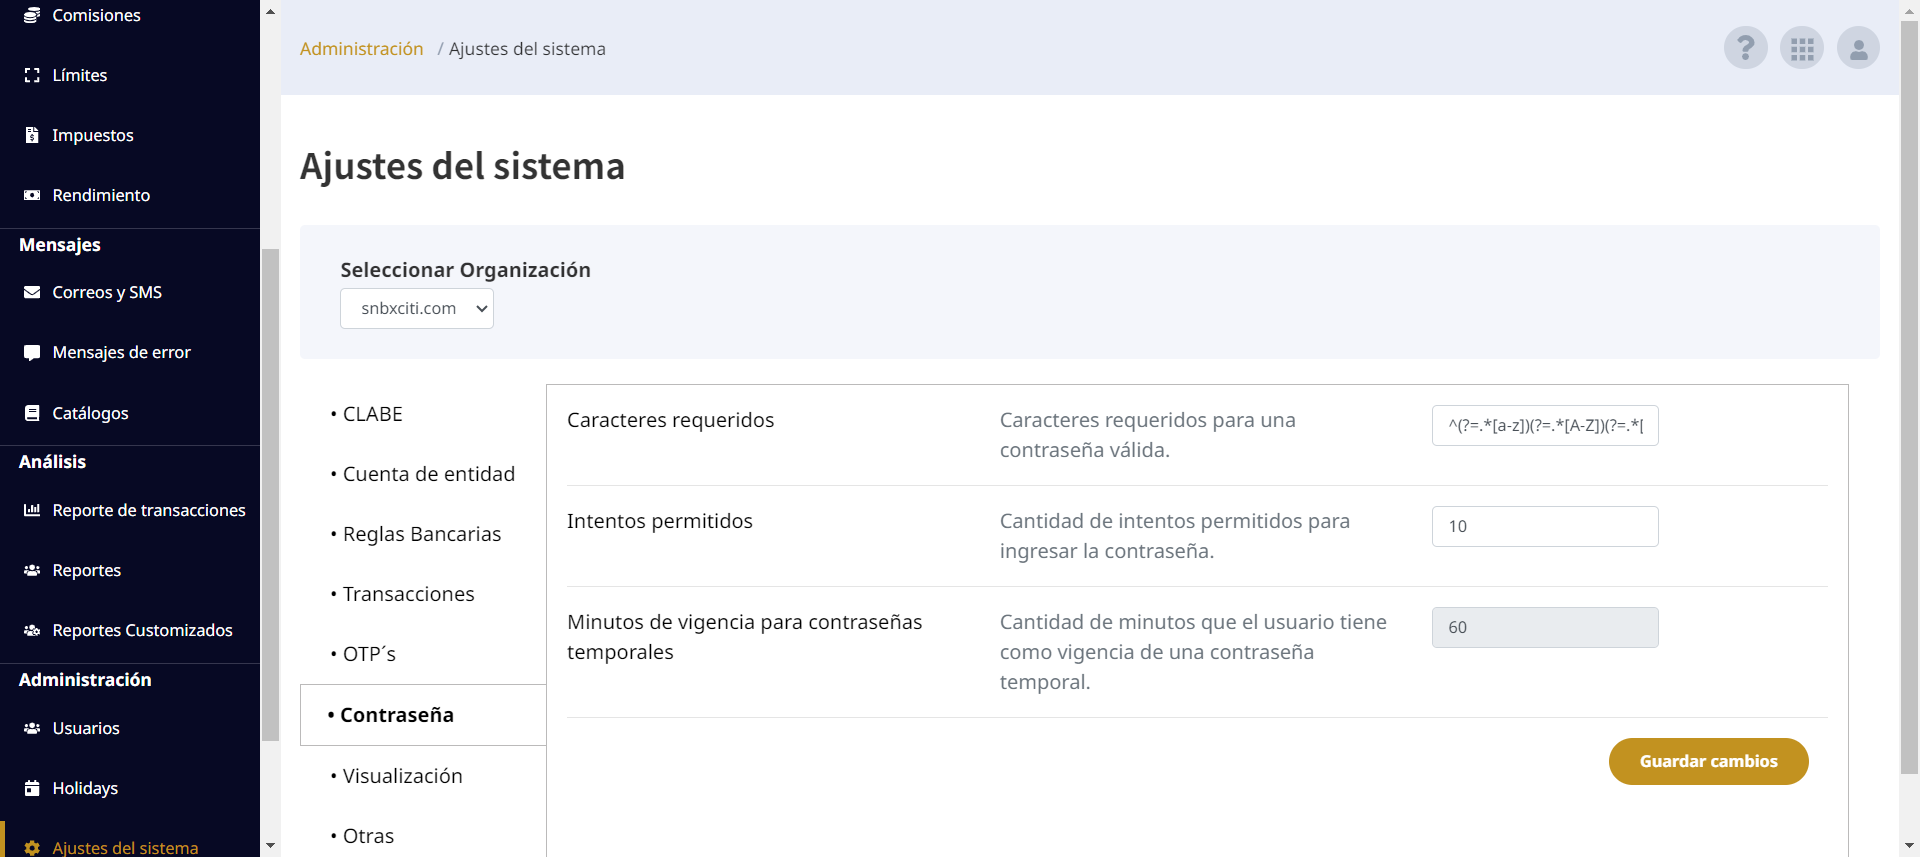 Comisiones
Límites
Impuestos
Rendimiento
Mensajes
Correos y SMS
Mensajes de error
Catálogos
Análisis
Reporte de transacciones
Reportes
Reportes Customizados
Administración
Usuarios
Holidays
Ajustes del sistema
Administración / Ajustes del sistema
?
Ajustes del sistema
Seleccionar Organización
snbxciti.com
• CLABE
• Cuenta de entidad
• Reglas Bancarias
• Transacciones
• OTP´s
• Contraseña
• Visualización
• Otras
Caracteres requeridos
Caracteres requeridos para una
contraseña válida.
^(?=.*[a-z])(?=.*[A-Z])(?=.*[
Intentos permitidos
Cantidad de intentos permitidos para
ingresar la contraseña.
10
Minutos de vigencia para contraseñas
temporales
Cantidad de minutos que el usuario tiene
como vigencia de una contraseña
temporal.
60
Guardar cambios